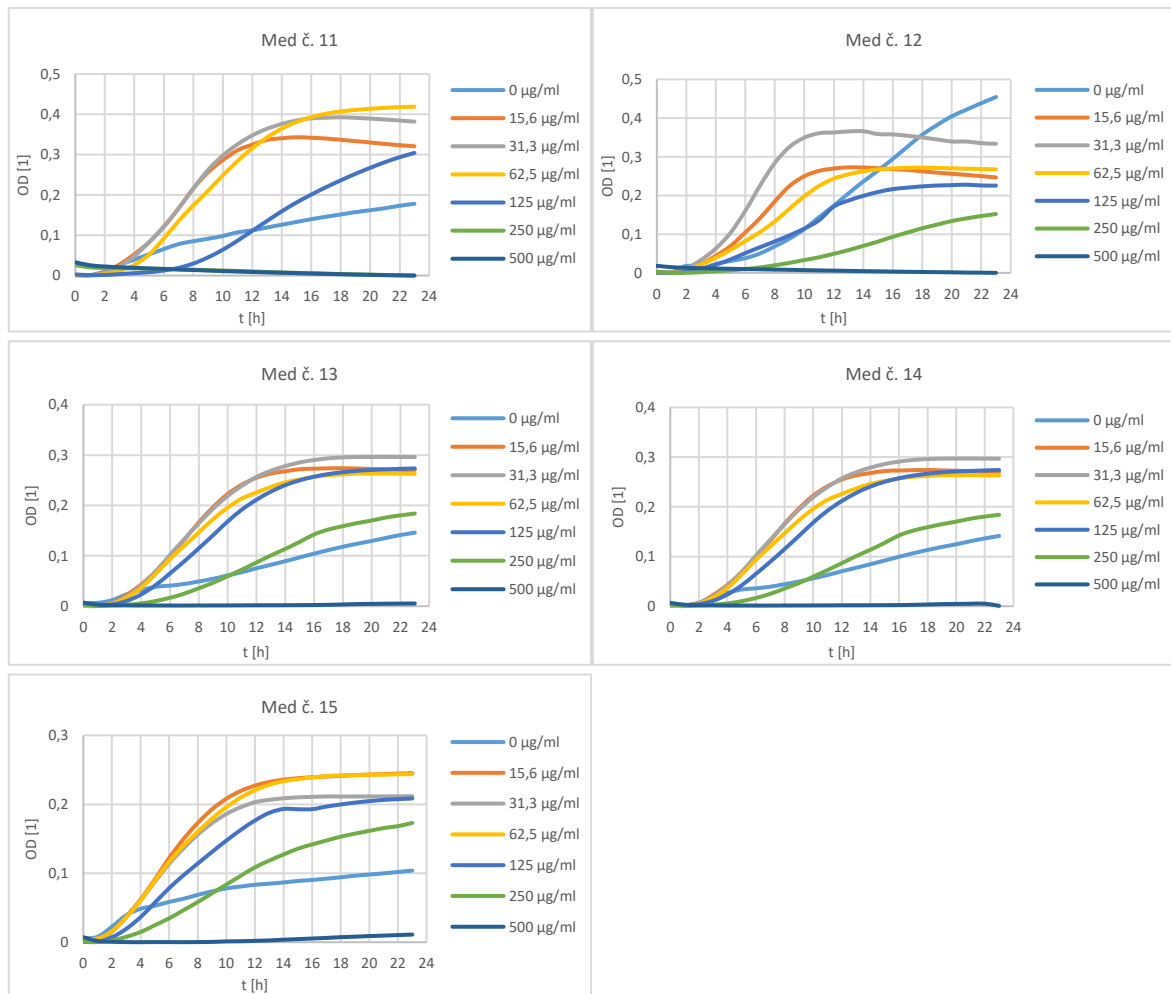 Med č. 11
0,5
0,4
0,3
0,2
0,1
0
0 2 4 6 8 10 12 14 16 18 20 22 24
OD [1]
t [h]
0 µg/ml
15,6 µg/ml
31,3 µg/ml
62,5 µg/ml
125 µg/ml
250 µg/ml
500 µg/ml
Med č. 12
0,5
0,4
0,3
0,2
0,1
0
0 2 4 6 8 10 12 14 16 18 20 22 24
OD [1]
t [h]
0 µg/ml
15,6 µg/ml
31,3 µg/ml
62,5 µg/ml
125 µg/ml
250 µg/ml
500 µg/ml
Med č. 13
0,4
0,3
0,2
0,1
0
0 2 4 6 8 10 12 14 16 18 20 22 24
OD [1]
t [h]
0 µg/ml
15,6 µg/ml
31,3 µg/ml
62,5 µg/ml
125 µg/ml
250 µg/ml
500 µg/ml
Med č. 14
0,4
0,3
0,2
0,1
0
0 2 4 6 8 10 12 14 16 18 20 22 24
OD [1]
t [h]
0 µg/ml
15,6 µg/ml
31,3 µg/ml
62,5 µg/ml
125 µg/ml
250 µg/ml
500 µg/ml
Med č. 15
0,3
0,2
0,1
0
0 2 4 6 8 10 12 14 16 18 20 22 24
OD [1]
t [h]
0 µg/ml
15,6 µg/ml
31,3 µg/ml
62,5 µg/ml
125 µg/ml
250 µg/ml
500 µg/ml